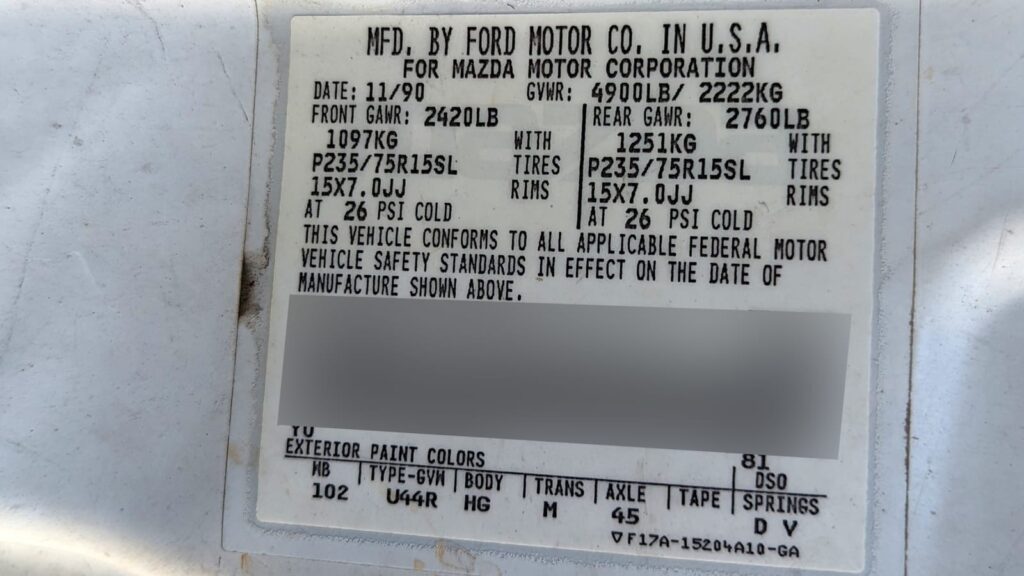 MFD. BY FORD MOTOR CO. IN U.S.A.
FOR MAZDA MOTOR CORPORATION
DATE: 11/90 GVWR: 4900LB/ 2222KG
FRONT GAWR: 2420LB REAR GAWR: 2760LB
1097KG WITH 1251KG WITH
P235/75R15SL TIRES P235/75R15SL TIRES
15X7.0JJ RIMS 15X7.0JJ RIMS
AT 26 PSI COLD AT 26 PSI COLD
THIS VEHICLE CONFORMS TO ALL APPLICABLE FEDERAL MOTOR
VEHICLE SAFETY STANDARDS IN EFFECT ON THE DATE OF
MANUFACTURE SHOWN ABOVE.
YO 81
EXTERIOR PAINT COLORS DSO
WB TYPE-GVW BODY TRANS AXLE TAPE SPRINGS
102 U44R HG M 45 D V
▽F17A-15204A10-GA